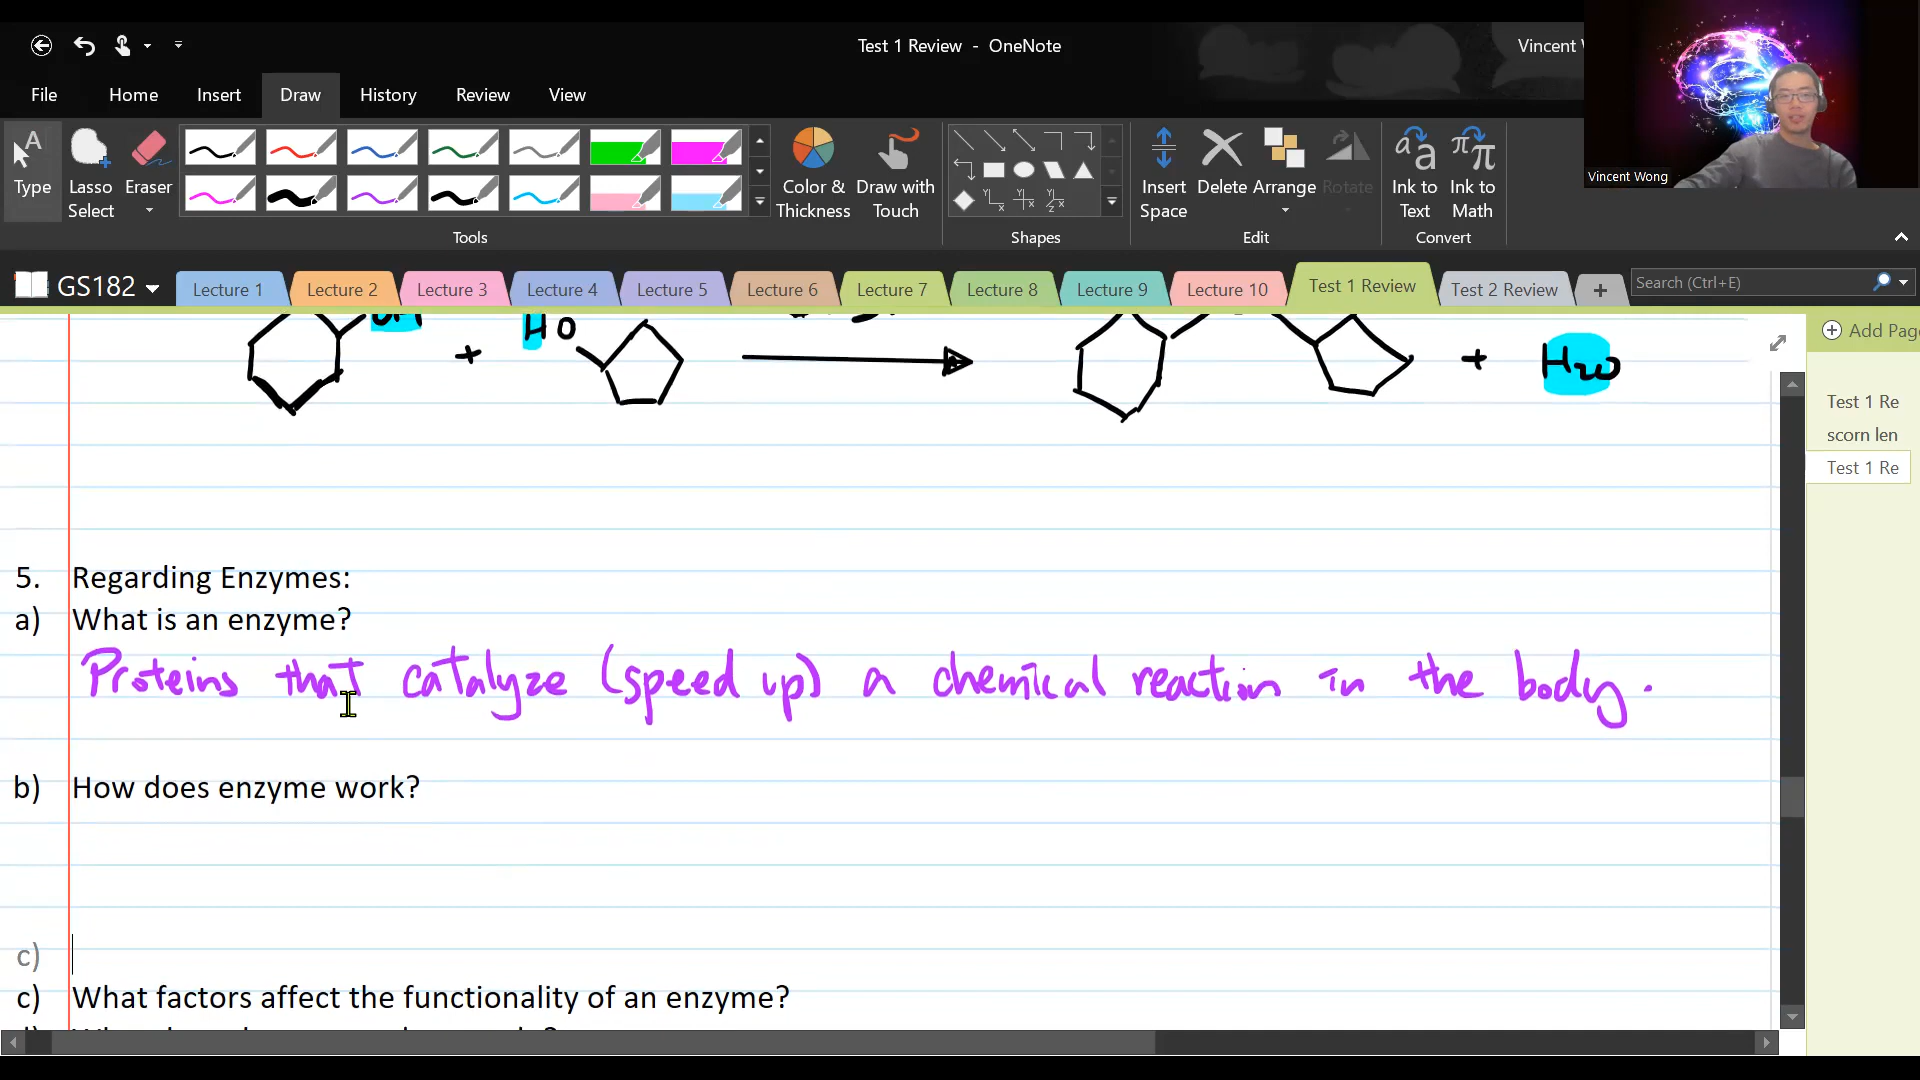 Test 1 Review - OneNote
Vincent W
File Home Insert Draw History Review View
Type
Lasso Select
Eraser
Color & Thickness
Draw with Touch
Insert Space
Delete
Arrange
Rotate
Ink to Text
Ink to Math
Tools
Shapes
Edit
Convert
Vincent Wong
GS182
Lecture 1 Lecture 2 Lecture 3 Lecture 4 Lecture 5 Lecture 6 Lecture 7 Lecture 8 Lecture 9 Lecture 10 Test 1 Review Test 2 Review
Search (Ctrl+E)
Add Page
Test 1 Re
scorn len
Test 1 Re
OH + HO + H2O
5. Regarding Enzymes:
a) What is an enzyme?
Proteins that catalyze (speed up) a chemical reaction in the body.
b) How does enzyme work?
c)
c) What factors affect the functionality of an enzyme?